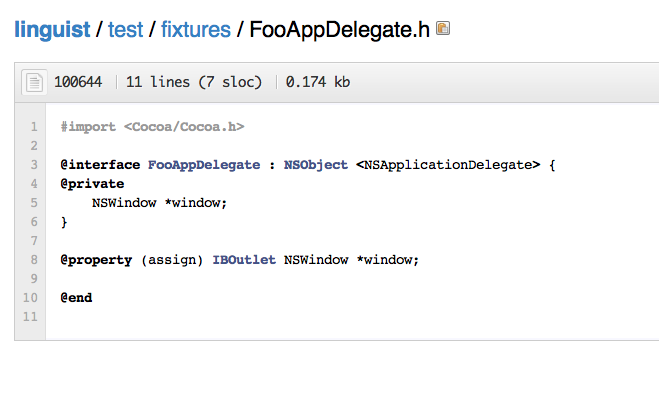 linguist / test / fixtures / FooAppDelegate.h
100644 | 11 lines (7 sloc) | 0.174 kb
1 #import <Cocoa/Cocoa.h>
2
3 @interface FooAppDelegate : NSObject <NSApplicationDelegate> {
4 @private
5     NSWindow *window;
6 }
7
8 @property (assign) IBOutlet NSWindow *window;
9
10 @end
11